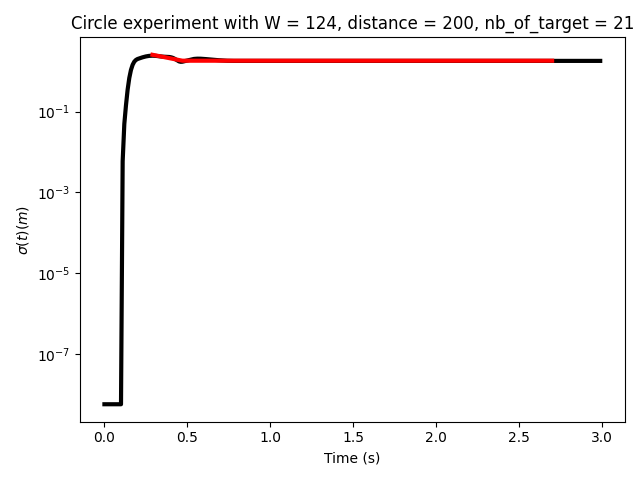 Circle experiment with W = 124, distance = 200, nb_of_target = 21
10⁻¹
10⁻³
10⁻⁵
10⁻⁷
σ(t)(m)
0.0 0.5 1.0 1.5 2.0 2.5 3.0
Time (s)